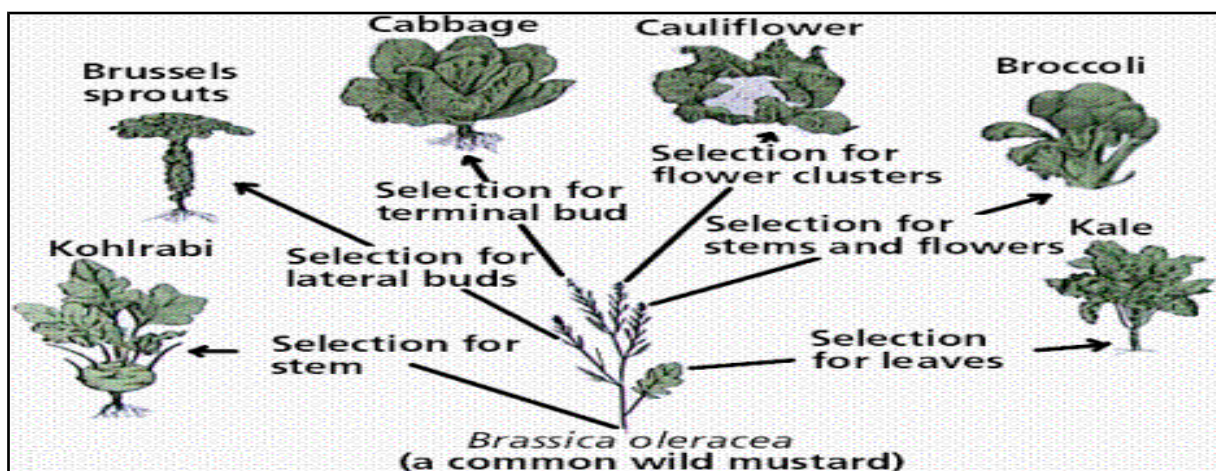 Cabbage
Cauliflower
Brussels
sprouts
Broccoli
Selection for
flower clusters
Selection for
terminal bud
Selection for
stems and flowers
Kale
Kohlrabi
Selection for
lateral buds
Selection for
stem
Selection
for leaves
Brassica oleracea
(a common wild mustard)